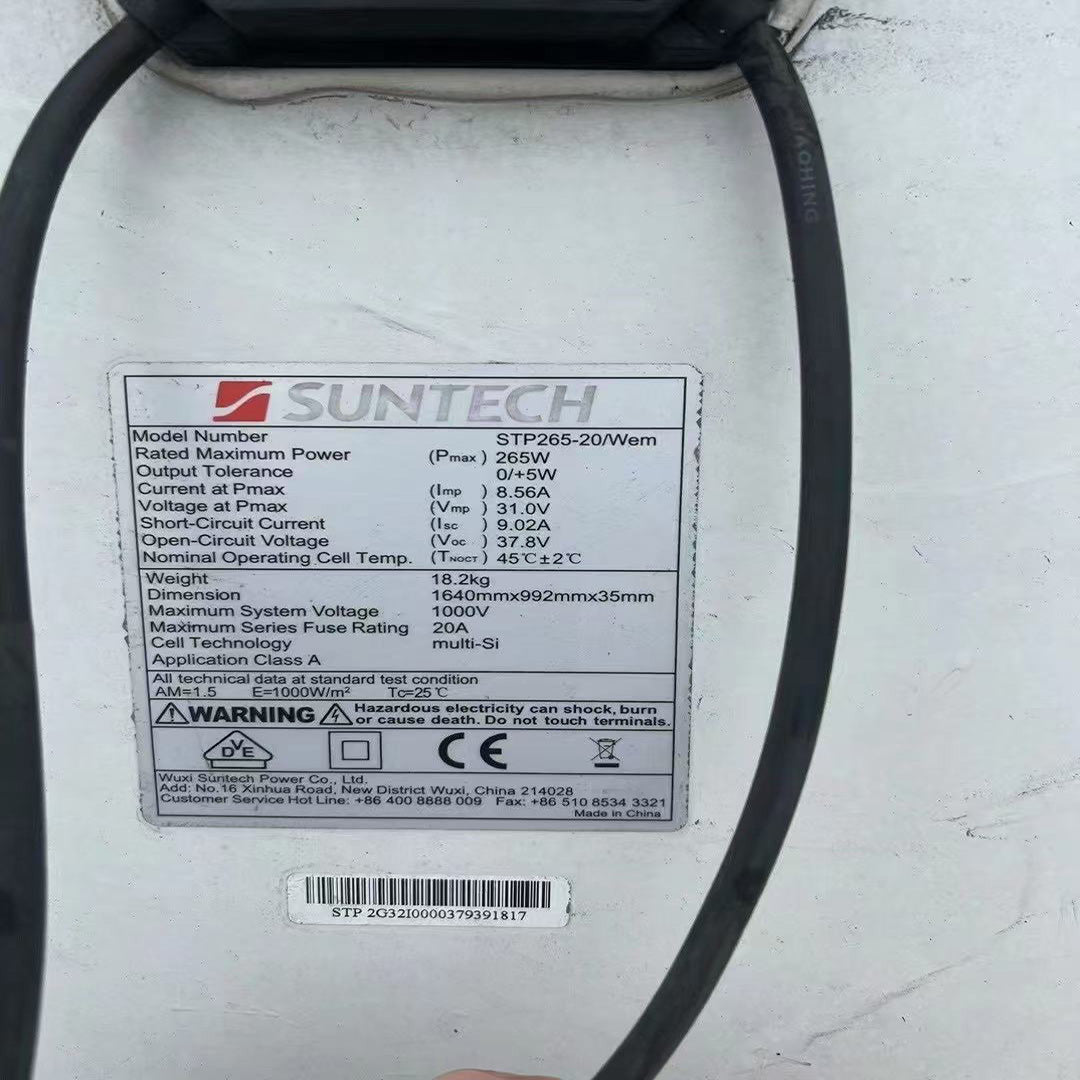 SUNTECH
Model Number STP265-20/Wem
Rated Maximum Power (Pmax) 265W
Output Tolerance 0/+5W
Current at Pmax (Imp) 8.56A
Voltage at Pmax (Vmp) 31.0V
Short-Circuit Current (Isc) 9.02A
Open-Circuit Voltage (Voc) 37.8V
Nominal Operating Cell Temp. (TNOCT) 45℃±2℃
Weight 18.2kg
Dimension 1640mmx992mmx35mm
Maximum System Voltage 1000V
Maximum Series Fuse Rating 20A
Cell Technology multi-Si
Application Class A
All technical data at standard test condition
AM=1.5 E=1000W/m² Tc=25℃
WARNING Hazardous electricity can shock, burn
or cause death. Do not touch terminals.
DVE CE
Wuxi Suntech Power Co., Ltd.
Add: No.16 Xinhua Road, New District Wuxi, China 214028
Customer Service Hot Line: +86 400 8888 009 Fax: +86 510 8534 3321
Made in China
STP 2G32I0000379391817